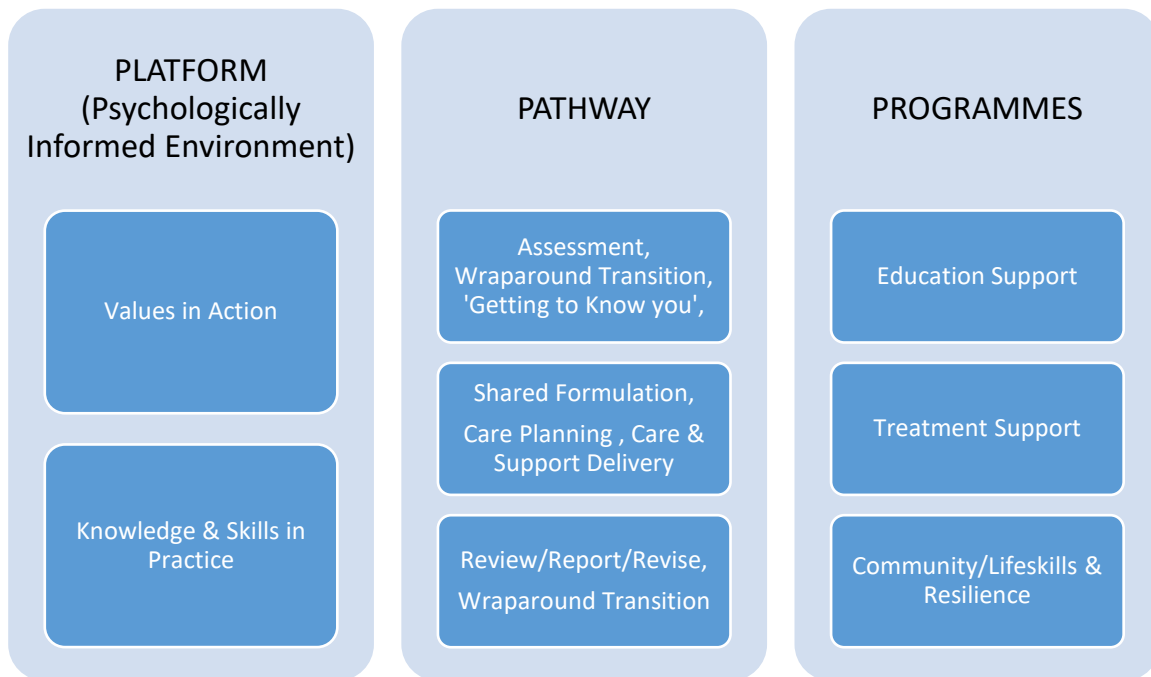 PLATFORM
(Psychologically
Informed Environment)
Values in Action
Knowledge & Skills in
Practice
PATHWAY
Assessment,
Wraparound Transition,
'Getting to Know you',
Shared Formulation,
Care Planning , Care &
Support Delivery
Review/Report/Revise,
Wraparound Transition
PROGRAMMES
Education Support
Treatment Support
Community/Lifeskills &
Resilience